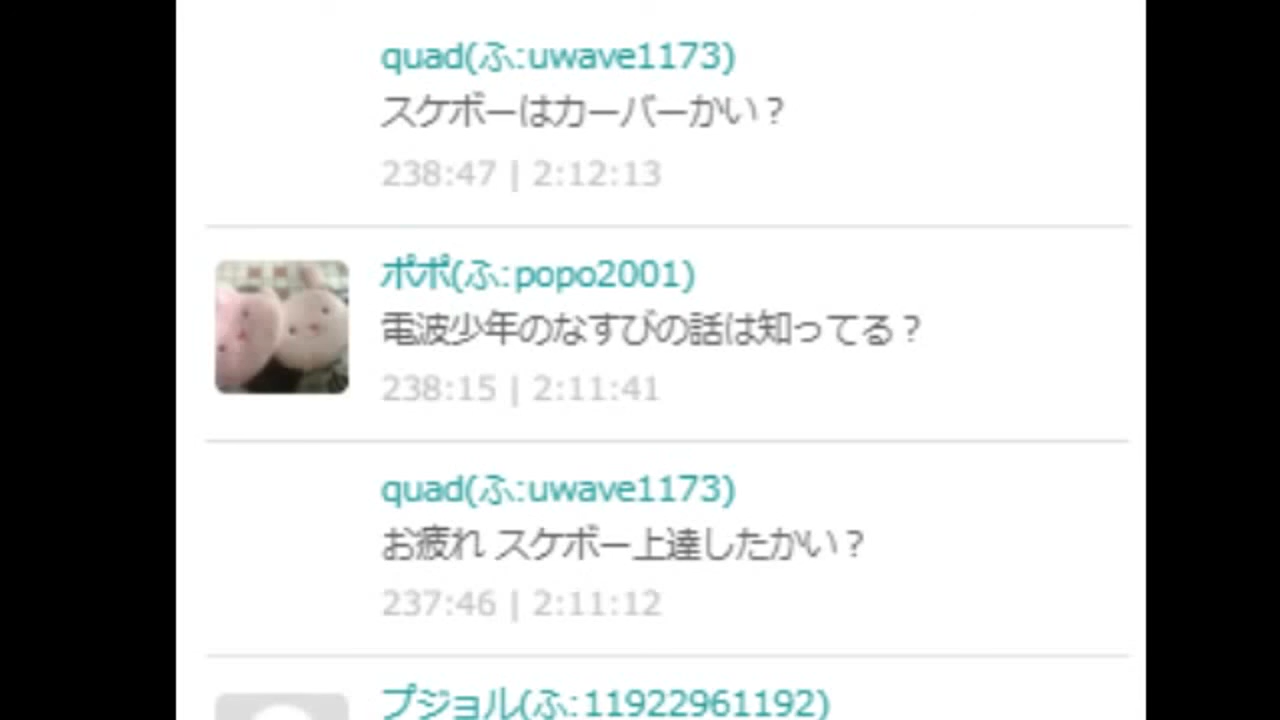 quad(ふ:uwave1173)
スケボーはカーバーかい？
238:47 | 2:12:13
ポポ(ふ:popo2001)
電波少年のなすびの話は知ってる？
238:15 | 2:11:41
quad(ふ:uwave1173)
お疲れ スケボー上達したかい？
237:46 | 2:11:12
プジョル(ふ:11922961192)